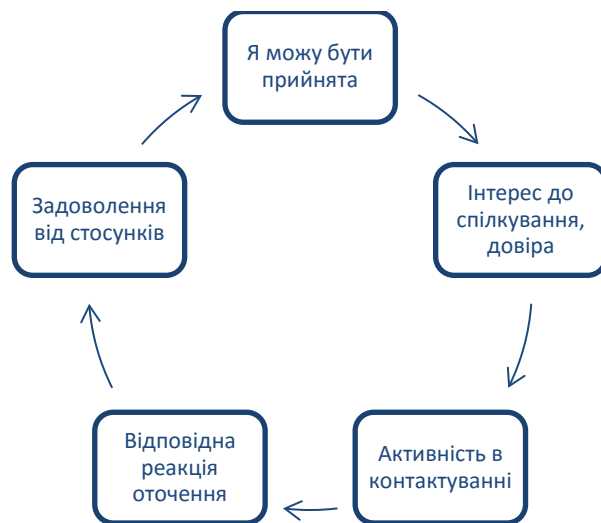 Я можу бути
прийнята
Інтерес до
спілкування,
довіра
Активність в
контактуванні
Відповідна
реакція
оточення
Задоволення
від стосунків